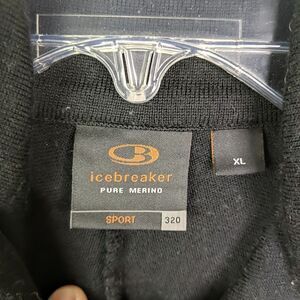 icebreaker
PURE MERINO
SPORT 320
XL